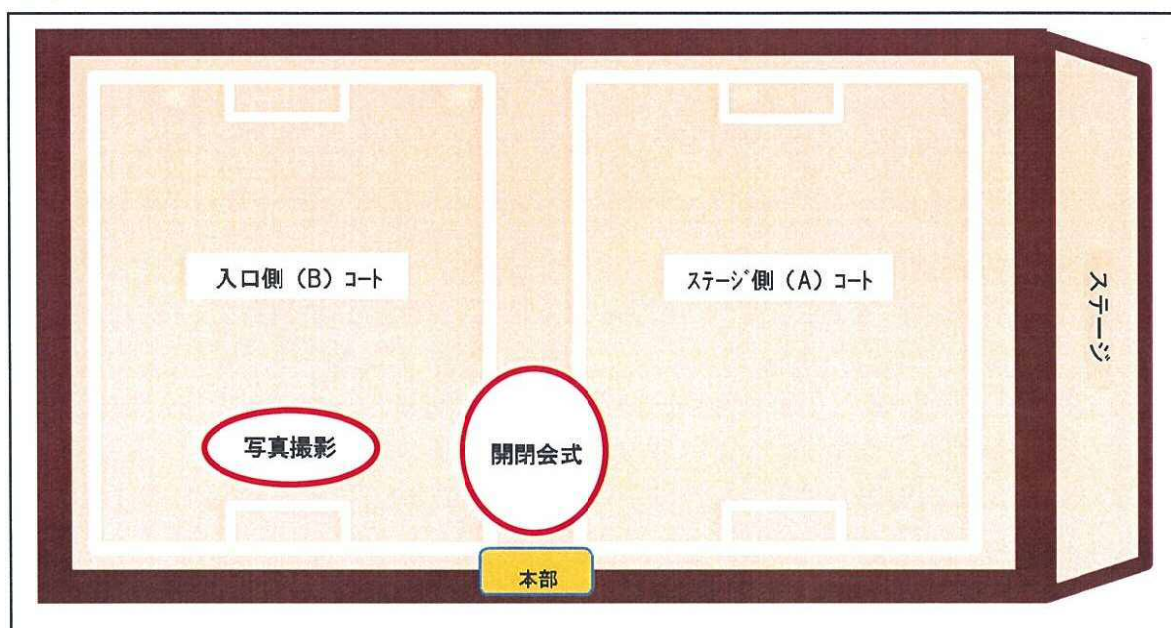 入口側（B）コート
ステージ側（A）コート
ステージ
写真撮影
開閉会式
本部